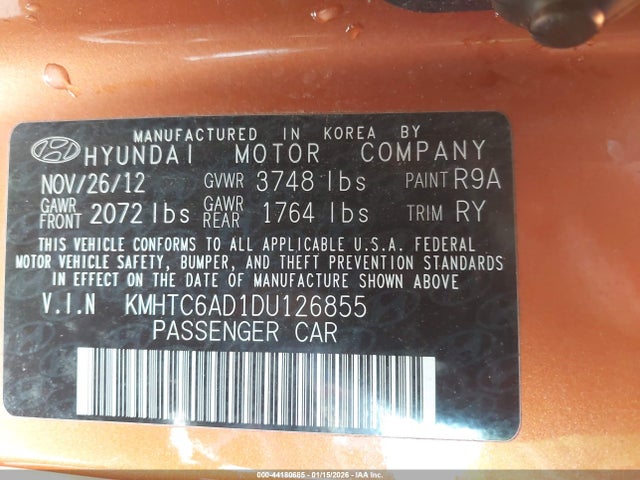 MANUFACTURED IN KOREA BY
HYUNDAI MOTOR COMPANY
NOV/26/12 GVWR 3748 lbs PAINT R9A
GAWR FRONT 2072 lbs GAWR REAR 1764 lbs TRIM RY
THIS VEHICLE CONFORMS TO ALL APPLICABLE U.S.A. FEDERAL
MOTOR VEHICLE SAFETY, BUMPER, AND THEFT PREVENTION STANDARDS
IN EFFECT ON THE DATE OF MANUFACTURE SHOWN ABOVE
V.I.N KMHTC6AD1DU126855
PASSENGER CAR
000-44180665 - 01/15/2026 - IAA Inc.